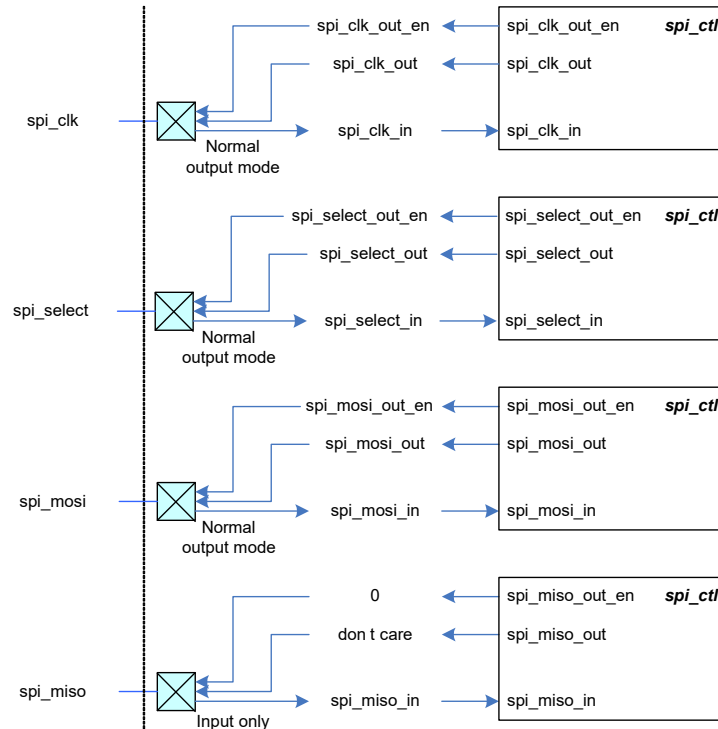 spi_clk_out_en spi_clk_out_en spi_ctl
spi_clk_out spi_clk_out
spi_clk
spi_clk_in spi_clk_in
Normal
output mode
spi_select_out_en spi_select_out_en spi_ctl
spi_select_out spi_select_out
spi_select
spi_select_in spi_select_in
Normal
output mode
spi_mosi_out_en spi_mosi_out_en spi_ctl
spi_mosi_out spi_mosi_out
spi_mosi
spi_mosi_in spi_mosi_in
Normal
output mode
0 spi_miso_out_en spi_ctl
don t care spi_miso_out
spi_miso
spi_miso_in spi_miso_in
Input only